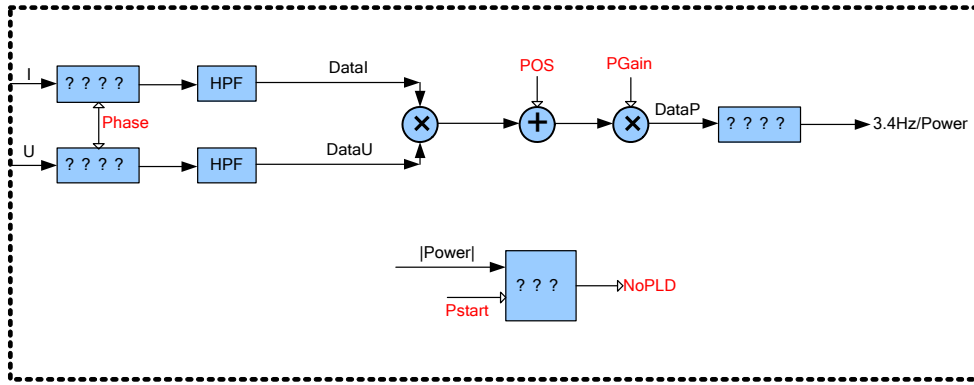 I
? ? ? ?
HPF
DataI
POS
PGain
Phase
DataP
? ? ? ?
3.4Hz/Power
U
? ? ? ?
HPF
DataU
|Power|
? ? ?
NoPLD
Pstart